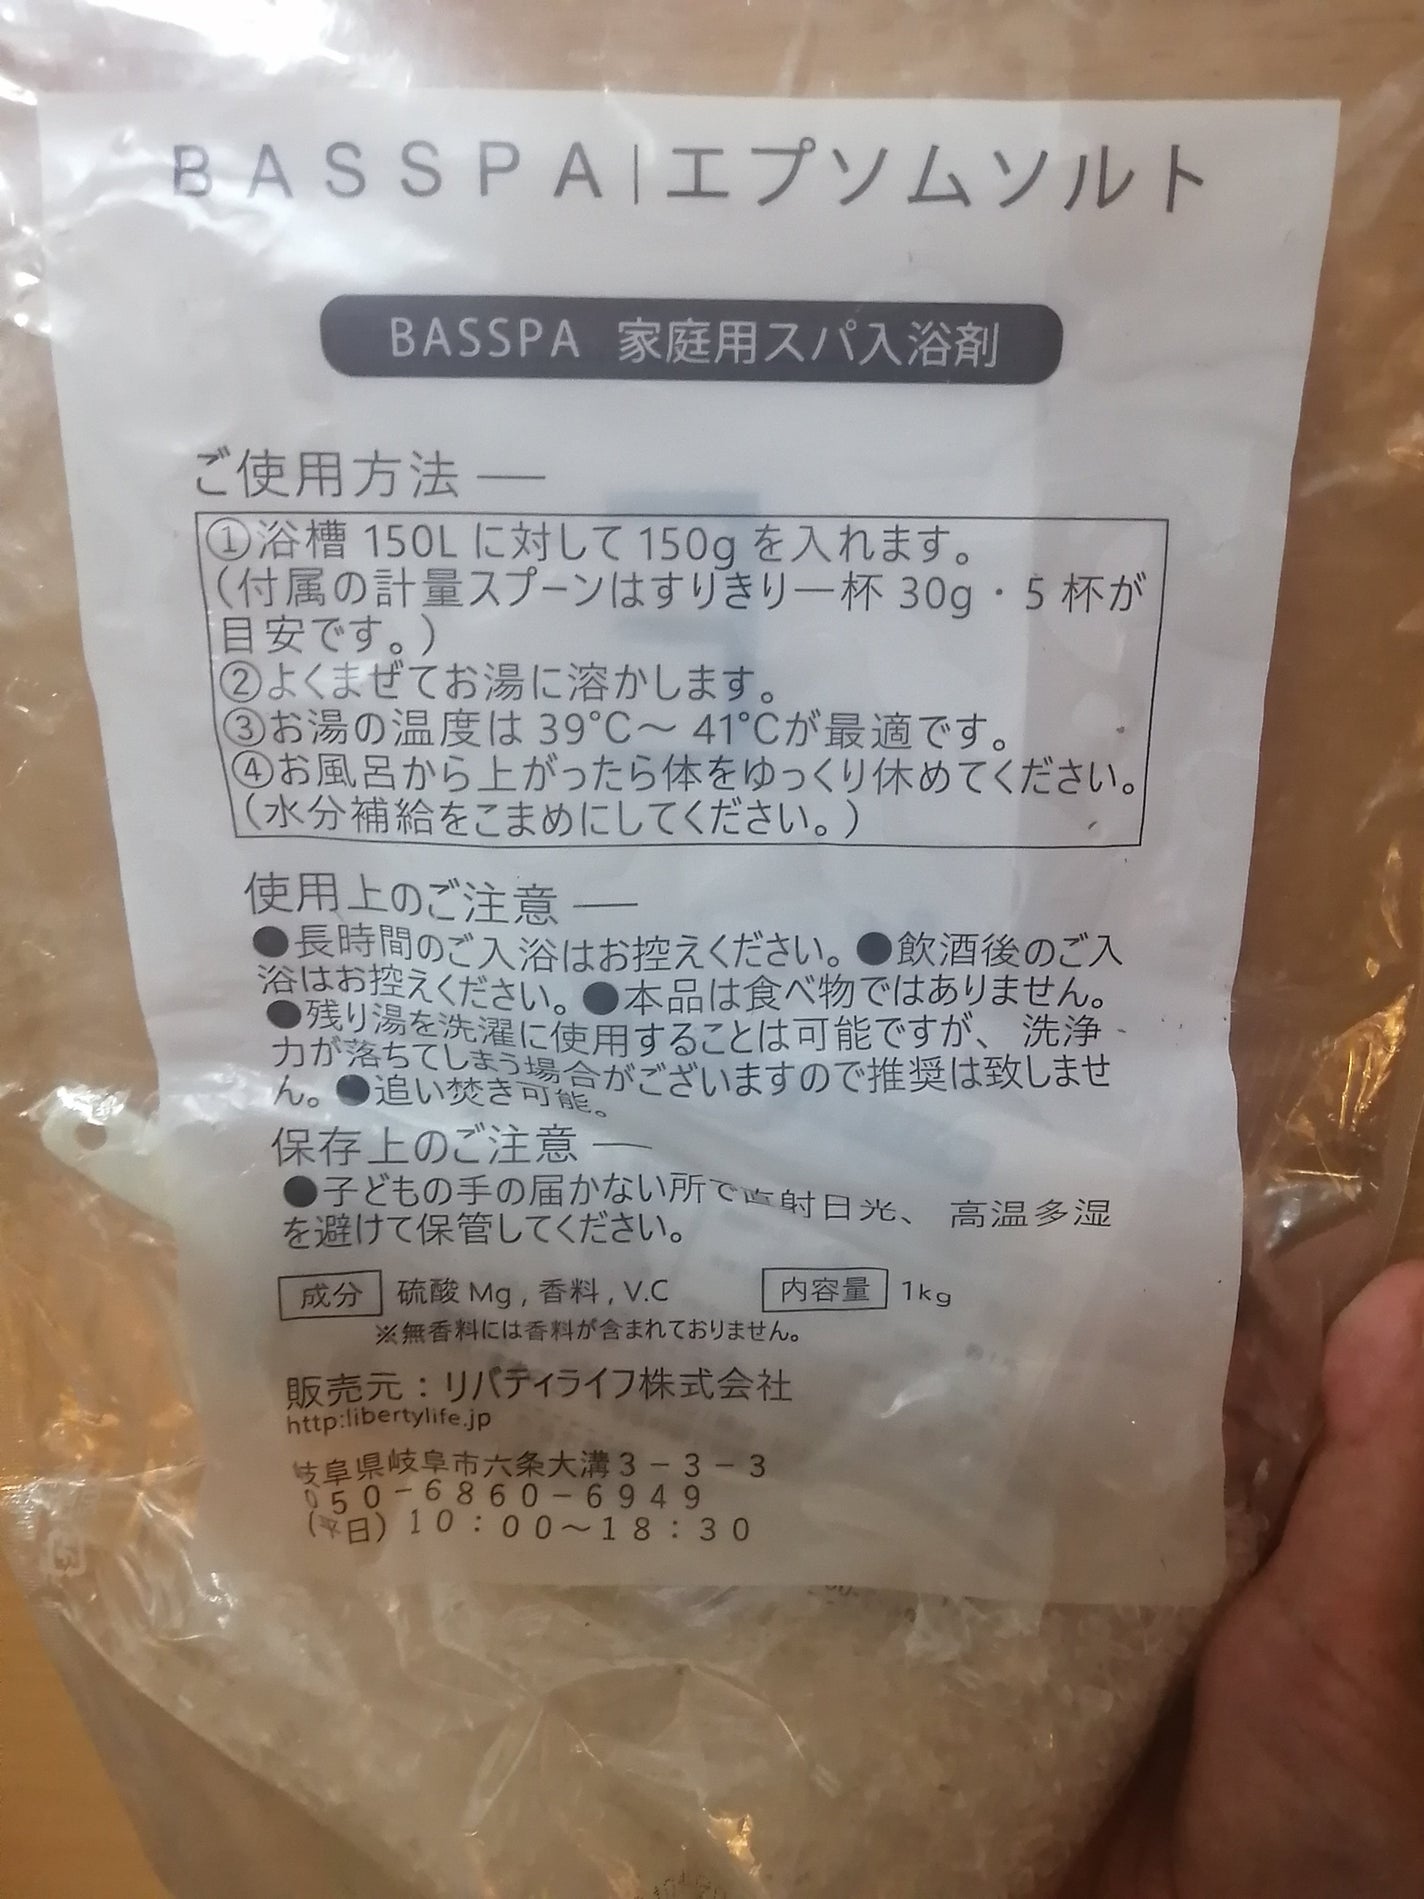 BASSPA|エプソムソルト
BASSPA 家庭用スパ入浴剤
ご使用方法 —
①浴槽 150L に対して 150g を入れます。
(付属の計量スプーンはすりきり一杯 30g・5 杯が
目安です。)
②よくまぜてお湯に溶かします。
③お湯の温度は 39℃～ 41℃が最適です。
④お風呂から上がったら体をゆっくり休めてください。
(水分補給をこまめにしてください。)
使用上のご注意 —
●長時間のご入浴はお控えください。●飲酒後のご入
浴はお控えください。●本品は食べ物ではありません。
●残り湯を洗濯に使用することは可能ですが、洗浄
力が落ちてしまう場合がございますので推奨は致しませ
ん。●追い焚き可能。
保存上のご注意 —
●子どもの手の届かない所で直射日光、高温多湿
を避けて保管してください。
成分 硫酸 Mg , 香料 , V.C 内容量 1kg
※無香料には香料が含まれておりません。
販売元：リバティライフ株式会社
http:libertylife.jp
岐阜県岐阜市六条大溝３－３－３
０５０－６８６０－６９４９
(平日) １０：００～１８：３０